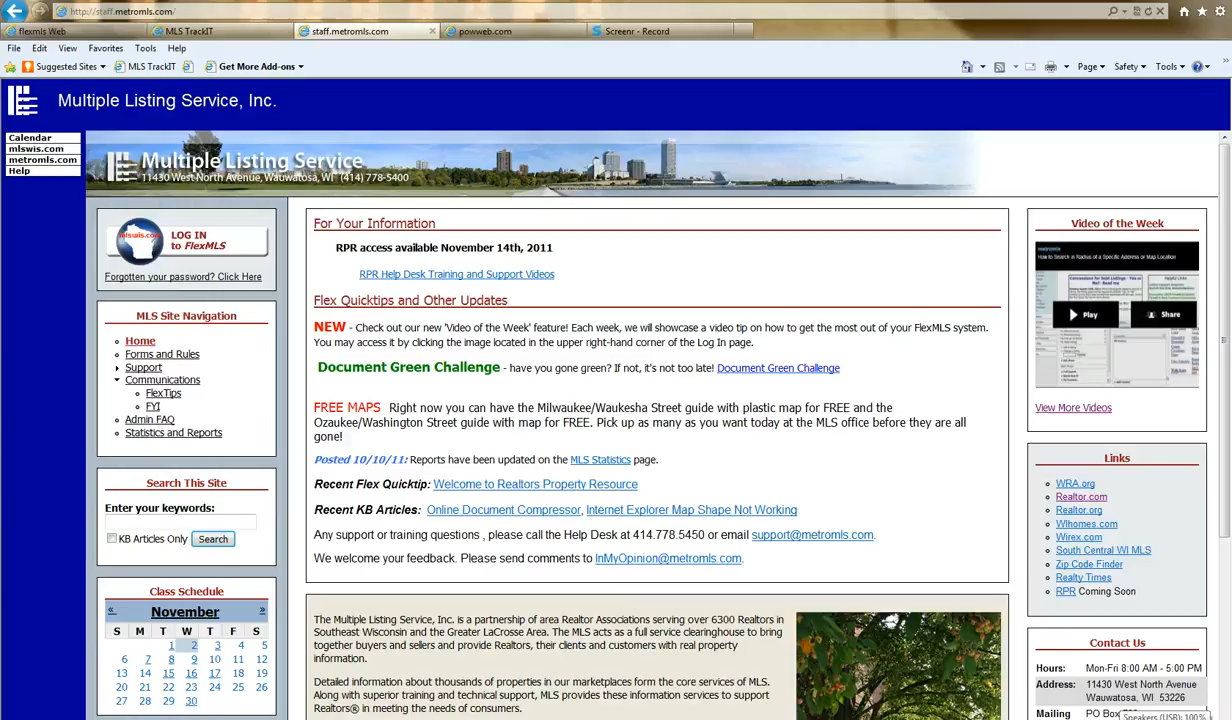 http://staff.metromls.com/
flexmls Web
MLS TrackIT
staff.metromls.com
powweb.com
Screenr - Record
File Edit View Favorites Tools Help
Suggested Sites
MLS TrackIT
Get More Add-ons
Page Safety Tools
Multiple Listing Service, Inc.
Calendar
mlswis.com
metromls.com
Help
Multiple Listing Service
11430 West North Avenue, Wauwatosa, WI (414) 778-5400
mlswis.com
LOG IN
to FlexMLS
Forgotten your password? Click Here
MLS Site Navigation
Home
Forms and Rules
Support
Communications
FlexTips
FYI
Admin FAQ
Statistics and Reports
Search This Site
Enter your keywords:
KB Articles Only Search
Class Schedule
« November »
S M T W T F S
1 2 3 4 5
6 7 8 9 10 11 12
13 14 15 16 17 18 19
20 21 22 23 24 25 26
27 28 29 30
For Your Information
RPR access available November 14th, 2011
RPR Help Desk Training and Support Videos
Flex Quicktips and Other Updates
NEW - Check out our new 'Video of the Week' feature! Each week, we will showcase a video tip on how to get the most out of your FlexMLS system.
You may access it by clicking the image located in the upper right-hand corner of the Log In page.
Document Green Challenge - have you gone green? If not, it's not too late! Document Green Challenge
FREE MAPS Right now you can have the Milwaukee/Waukesha Street guide with plastic map for FREE and the
Ozaukee/Washington Street guide with map for FREE. Pick up as many as you want today at the MLS office before they are all
gone!
Posted 10/10/11: Reports have been updated on the MLS Statistics page.
Recent Flex Quicktip: Welcome to Realtors Property Resource
Recent KB Articles: Online Document Compressor, Internet Explorer Map Shape Not Working
Any support or training questions , please call the Help Desk at 414.778.5450 or email support@metromls.com.
We welcome your feedback. Please send comments to InMyOpinion@metromls.com.
The Multiple Listing Service, Inc. is a partnership of area Realtor Associations serving over 6300 Realtors in
Southeast Wisconsin and the Greater LaCrosse Area. The MLS acts as a full service clearinghouse to bring
together buyers and sellers and provide Realtors, their clients and customers with real property
information.
Detailed information about thousands of properties in our marketplaces form the core services of MLS.
Along with superior training and technical support, MLS provides these information services to support
Realtors® in meeting the needs of consumers.
Video of the Week
metromls
How to Search in Radius of a Specific Address or Map Location
Play
Share
View More Videos
Links
WRA.org
Realtor.com
Realtor.org
WIhomes.com
Wirex.com
South Central WI MLS
Zip Code Finder
Realty Times
RPR Coming Soon
Contact Us
Hours: Mon-Fri 8:00 AM - 5:00 PM
Address: 11430 West North Avenue
Wauwatosa, WI 53226
Mailing PO Box
Speakers (USB): 100%